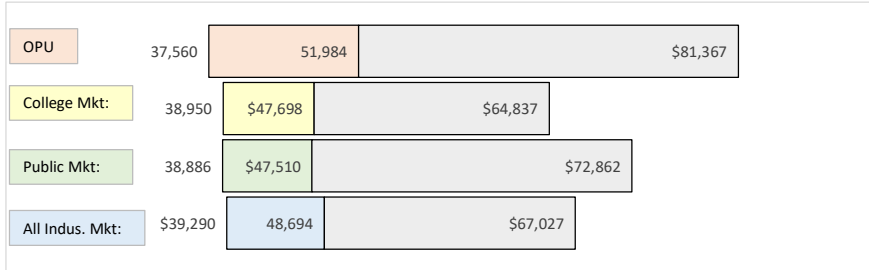 OPU 37,560 51,984 $81,367
College Mkt: 38,950 $47,698 $64,837
Public Mkt: 38,886 $47,510 $72,862
All Indus. Mkt: $39,290 48,694 $67,027